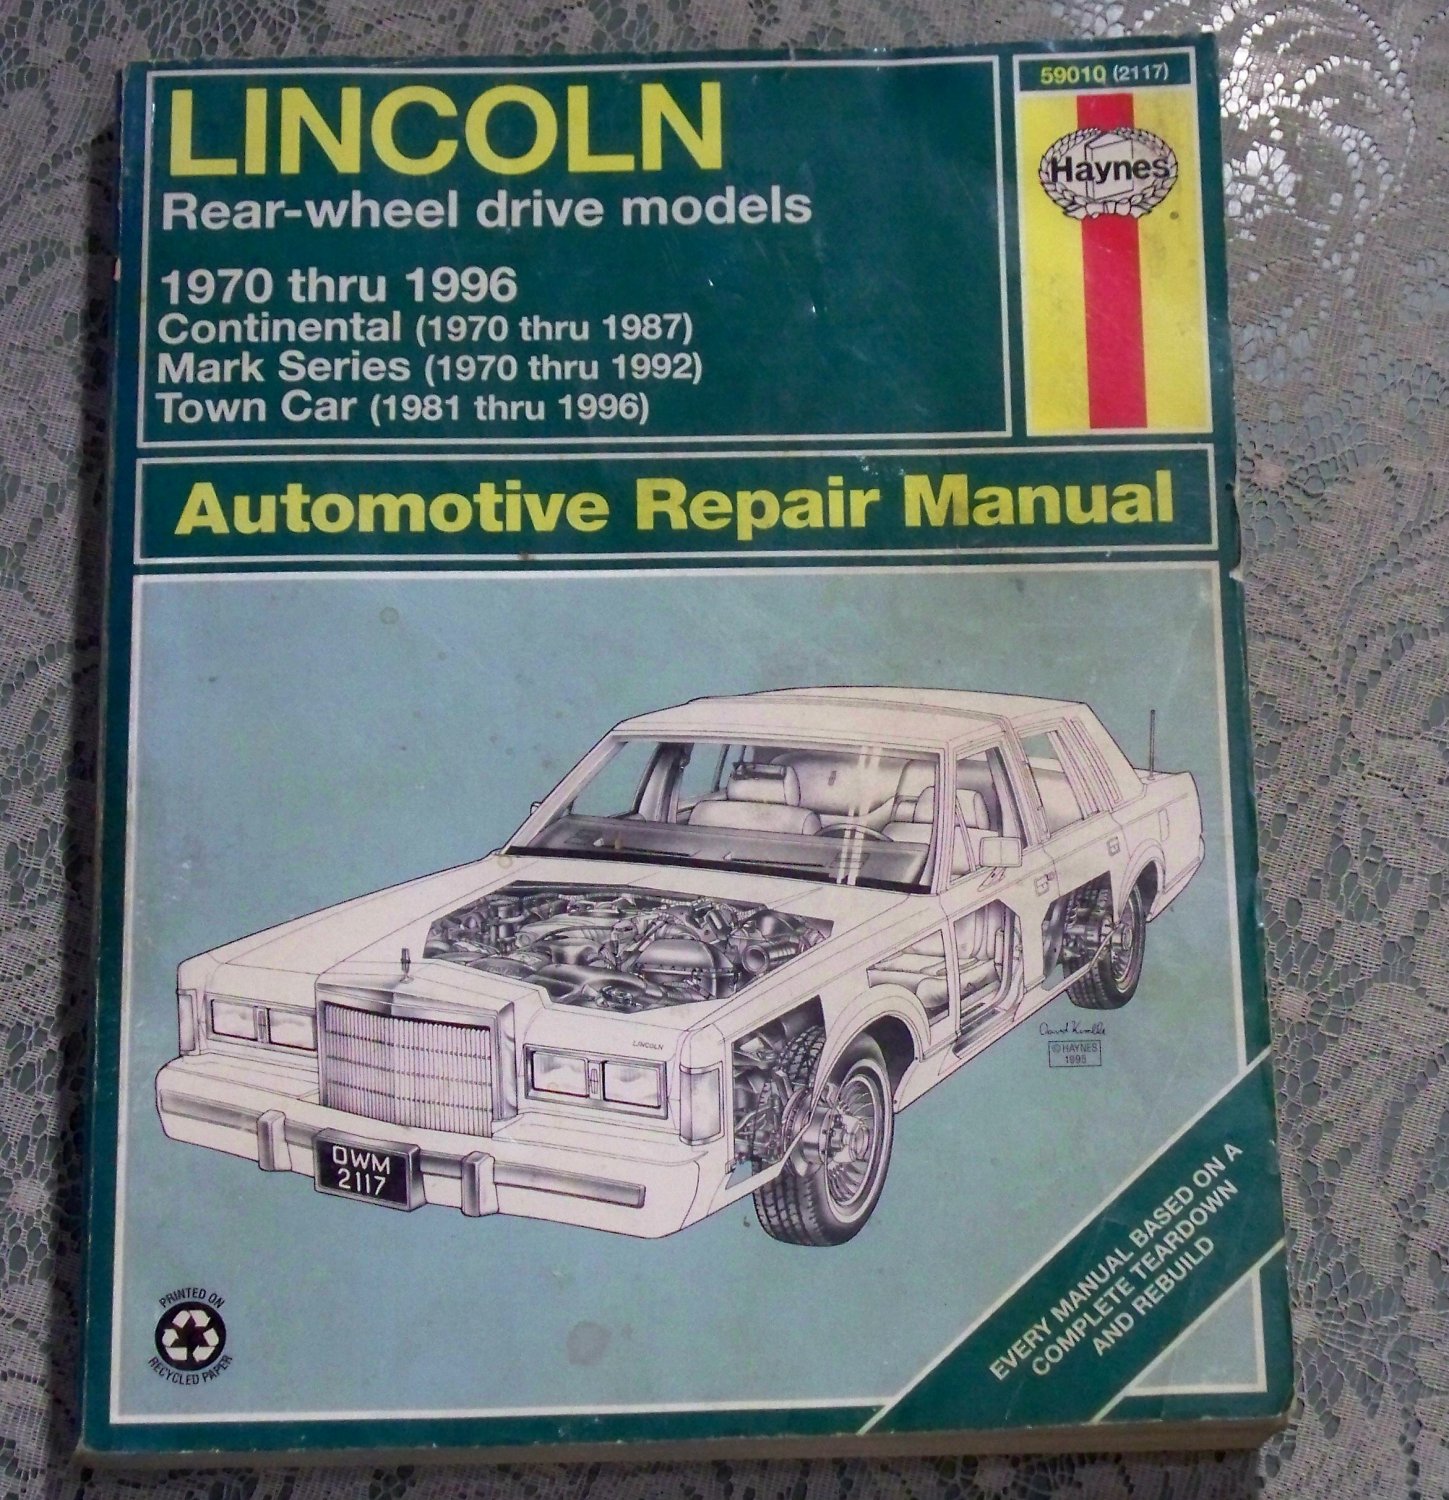 LINCOLN
Rear-wheel drive models
1970 thru 1996
Continental (1970 thru 1987)
Mark Series (1970 thru 1992)
Town Car (1981 thru 1996)
59010 (2117)
Haynes
Automotive Repair Manual
LINCOLN
OWM
2117
David Kimble
© HAYNES
1995
PRINTED ON
RECYCLED PAPER
EVERY MANUAL BASED ON A
COMPLETE TEARDOWN
AND REBUILD